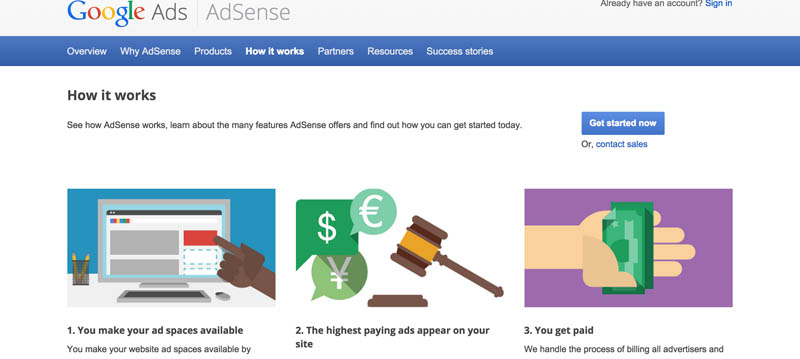 Google Ads AdSense
Already have an account? Sign in
Overview Why AdSense Products How it works Partners Resources Success stories
How it works
See how AdSense works, learn about the many features AdSense offers and find out how you can get started today.
Get started now
Or, contact sales
$ € ¥
1. You make your ad spaces available
You make your website ad spaces available by
2. The highest paying ads appear on your
site
3. You get paid
We handle the process of billing all advertisers and